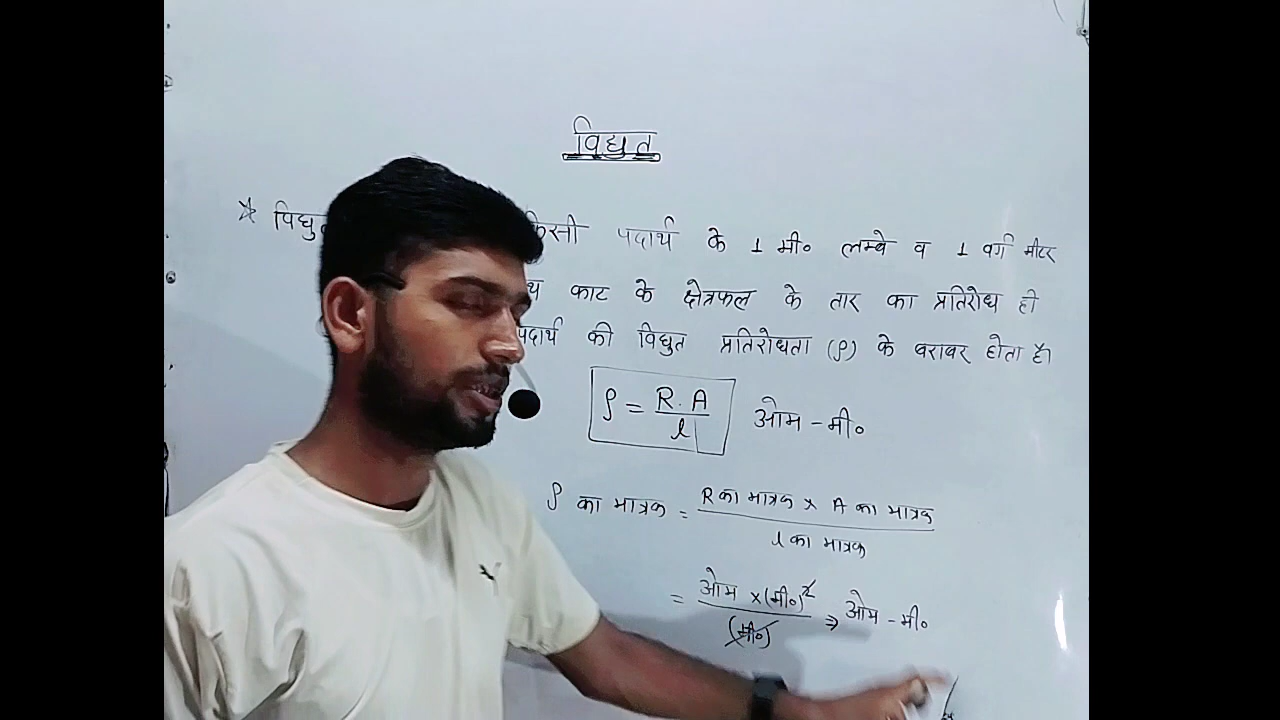 विद्युत
☆ विद्यु किसी पदार्थ के 1 मी० लम्बे व 1 वर्ग मीटर
काट के क्षेत्रफल के तार का प्रतिरोध ही
पदार्थ की विद्युत प्रतिरोधता (ρ) के बराबर होता है।
ρ = R.A / l ओम - मी०
ρ का मात्रक = R का मात्रक x A का मात्रक / l का मात्रक
= ओम x (मी०)² / (मी०) ⇒ ओम - मी०